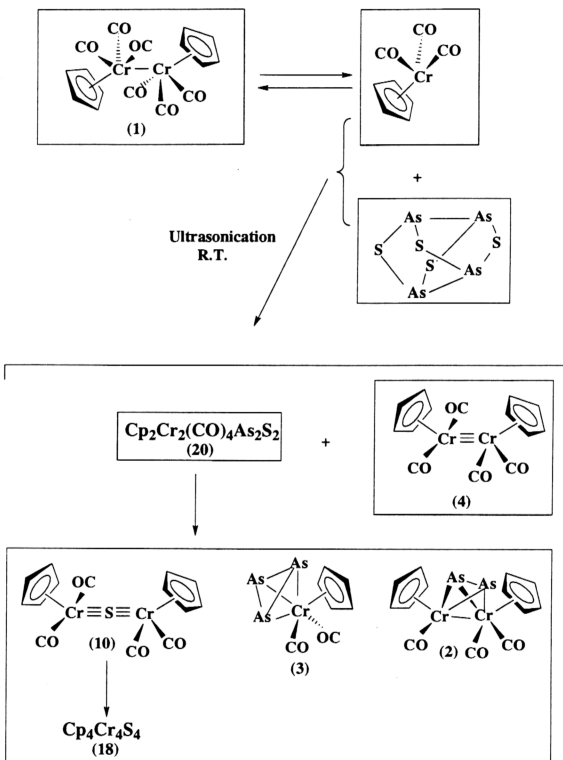 CO CO
CO OC CO CO
Cr — Cr Cr
CO CO
CO
(1)
+
Ultrasonication
R.T.
As As
S S S
S As
As
Cp2Cr2(CO)4As2S2
(20)
+
OC
Cr≡Cr
CO CO CO
(4)
OC
Cr≡S≡Cr
CO (10) CO CO
As As
As Cr
CO OC
(3)
As As
Cr Cr
CO CO CO
(2)
Cp4Cr4S4
(18)